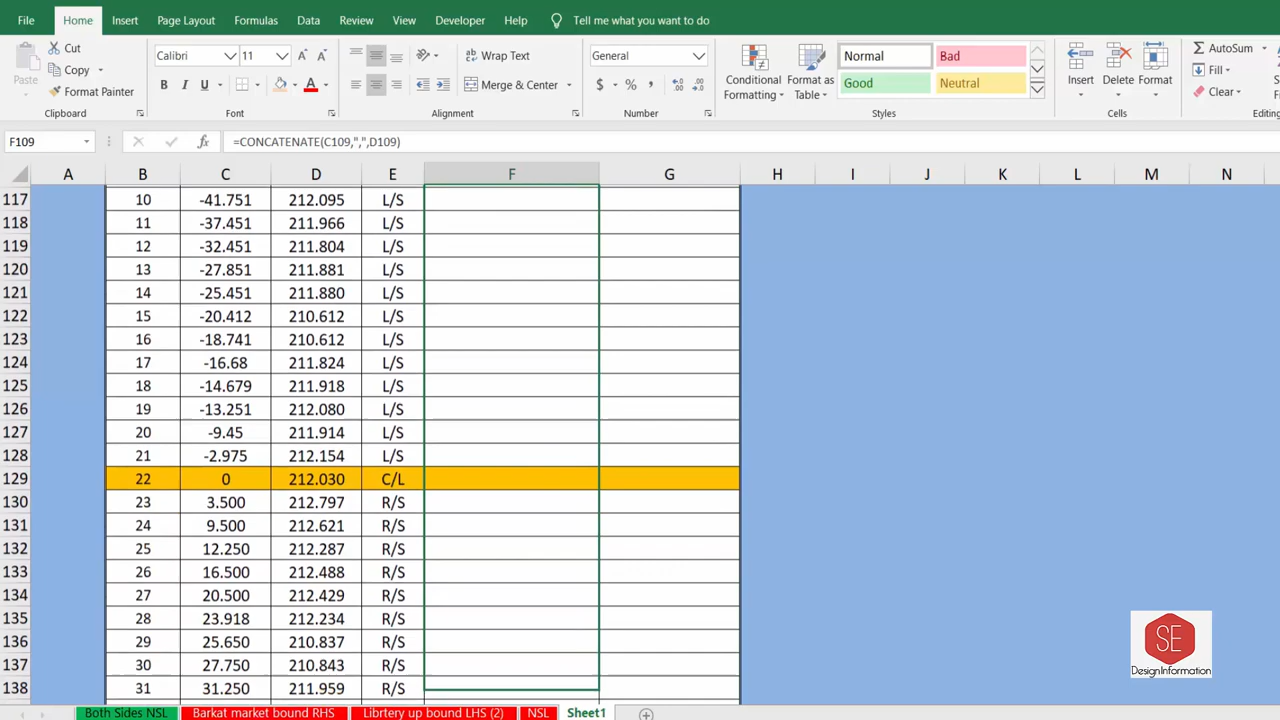 File Home Insert Page Layout Formulas Data Review View Developer Help Tell me what you want to do
Paste Cut Copy Format Painter Clipboard
Calibri 11 B I U A Font
Wrap Text Merge & Center Alignment
General $ % , Number
Conditional Formatting Format as Table Normal Bad Good Neutral Styles
Insert Delete Format Cells
AutoSum Fill Clear Editing
F109 fx =CONCATENATE(C109,",",D109)
A B C D E F G H I J K L M N
117 10 -41.751 212.095 L/S
118 11 -37.451 211.966 L/S
119 12 -32.451 211.804 L/S
120 13 -27.851 211.881 L/S
121 14 -25.451 211.880 L/S
122 15 -20.412 210.612 L/S
123 16 -18.741 210.612 L/S
124 17 -16.68 211.824 L/S
125 18 -14.679 211.918 L/S
126 19 -13.251 212.080 L/S
127 20 -9.45 211.914 L/S
128 21 -2.975 212.154 L/S
129 22 0 212.030 C/L
130 23 3.500 212.797 R/S
131 24 9.500 212.621 R/S
132 25 12.250 212.287 R/S
133 26 16.500 212.488 R/S
134 27 20.500 212.429 R/S
135 28 23.918 212.234 R/S
136 29 25.650 210.837 R/S
137 30 27.750 210.843 R/S
138 31 31.250 211.959 R/S
SE
DesignInformation
Both Sides NSL Barkat market bound RHS Librtery up bound LHS (2) NSL Sheet1